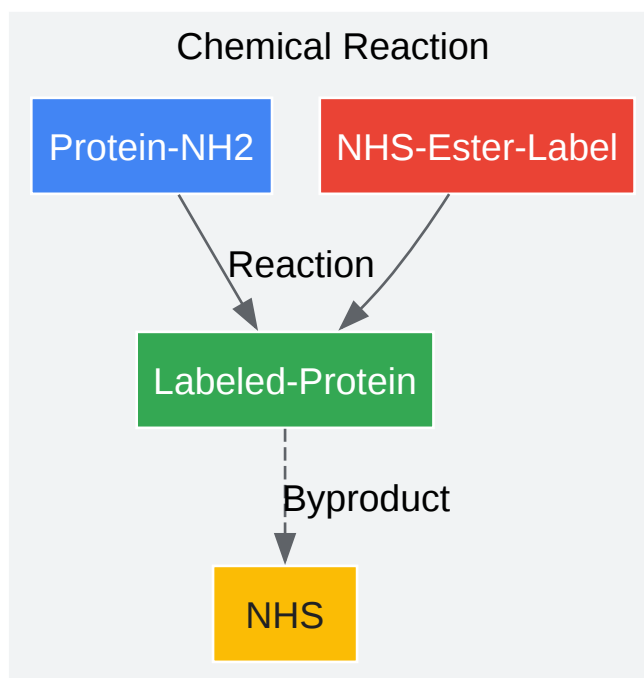 Chemical Reaction
Protein-NH2
NHS-Ester-Label
Reaction
Labeled-Protein
Byproduct
NHS